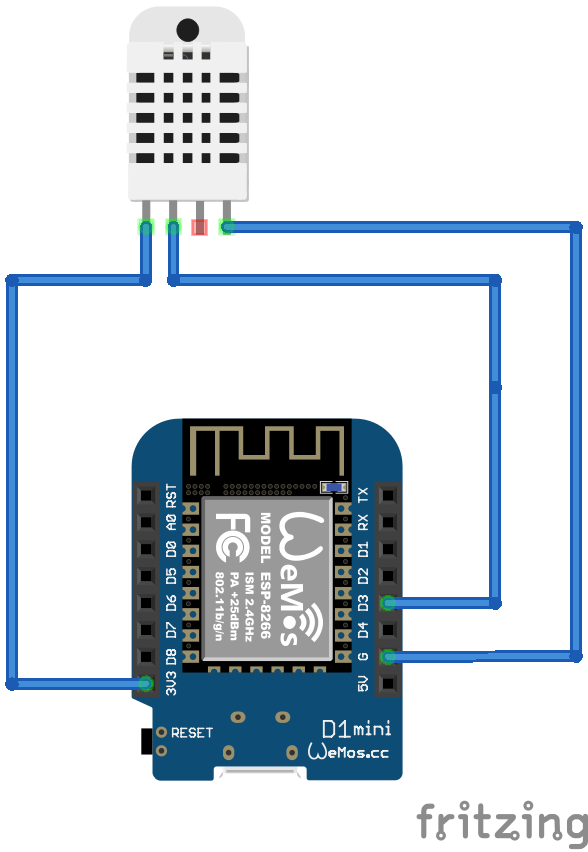 RST
A0
D0
D5
D6
D7
D8
3V3
TX
RX
D1
D2
D3
D4
G
5V
WeMos
MODEL ESP-8266
ISM 2.4GHz
PA +25dBm
802.11b/g/n
FC
RESET
D1mini
WeMos.cc
fritzing